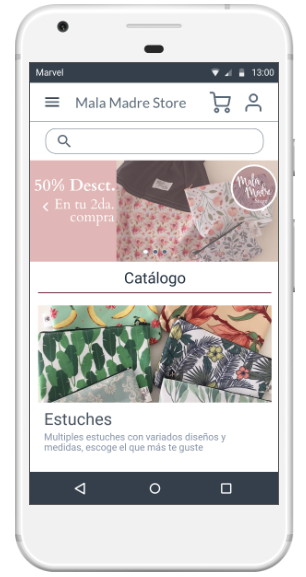 Marvel
13:00
Mala Madre Store
50% Desct.
En tu 2da.
compra
Mala
Madre
Catálogo
Estuches
Multiples estuches con variados diseños y
medidas, escoge el que más te guste